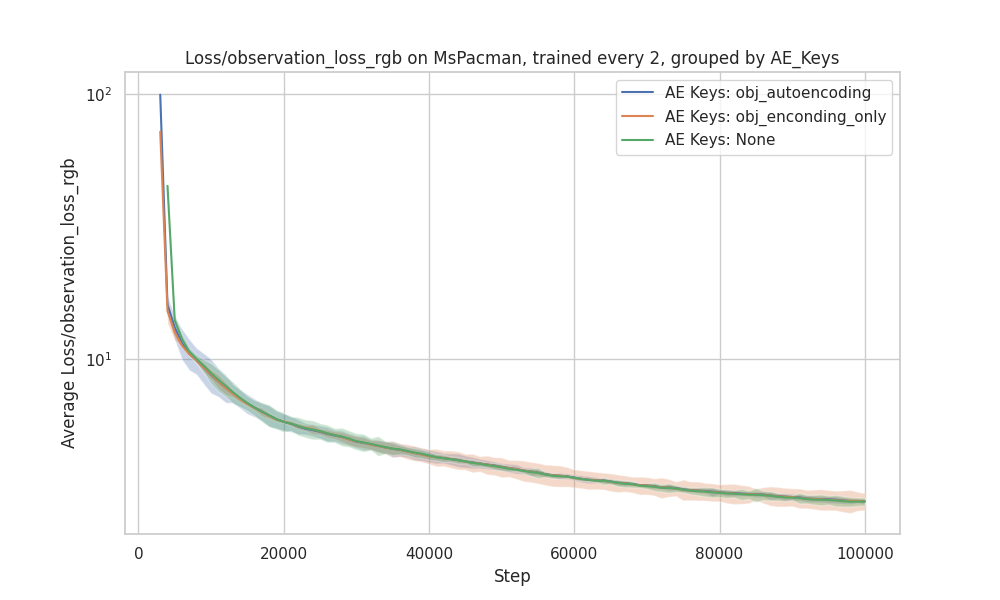 Loss/observation_loss_rgb on MsPacman, trained every 2, grouped by AE_Keys
AE Keys: obj_autoencoding
AE Keys: obj_enconding_only
AE Keys: None
Average Loss/observation_loss_rgb
10²
10¹
0
20000
40000
60000
80000
100000
Step